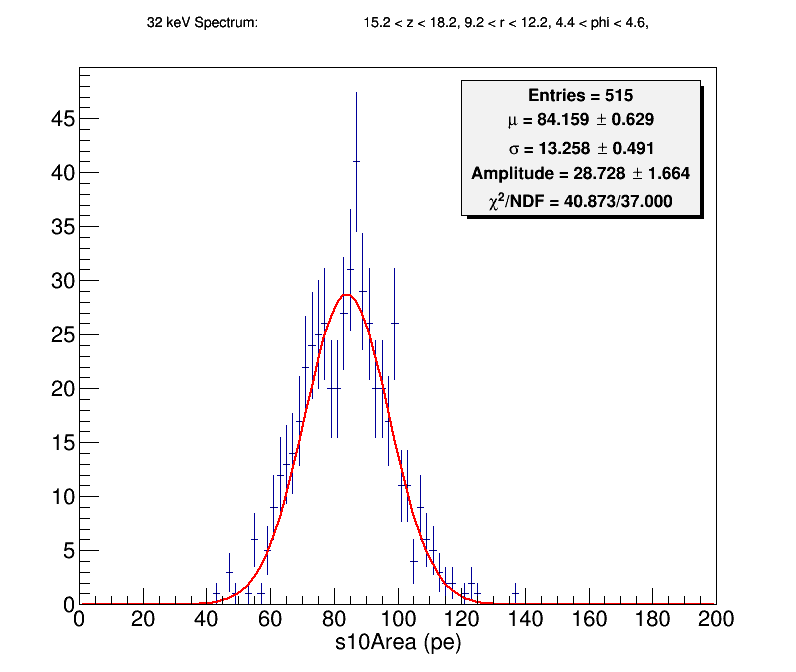 32 keV Spectrum: 15.2 < z < 18.2, 9.2 < r < 12.2, 4.4 < phi < 4.6,
Entries = 515
μ = 84.159 ± 0.629
σ = 13.258 ± 0.491
Amplitude = 28.728 ± 1.664
χ²/NDF = 40.873/37.000
45
40
35
30
25
20
15
10
5
0
0 20 40 60 80 100 120 140 160 180 200
s10Area (pe)